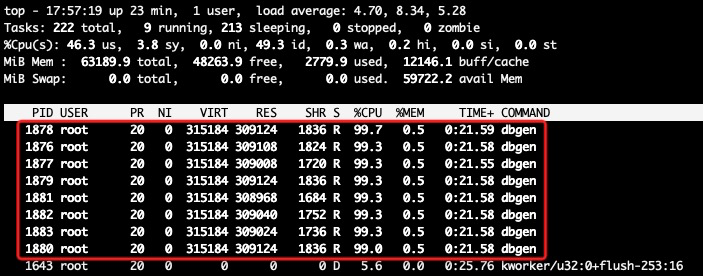 top - 17:57:19 up 23 min,  1 user,  load average: 4.70, 8.34, 5.28
Tasks: 222 total,   9 running, 213 sleeping,   0 stopped,   0 zombie
%Cpu(s): 46.3 us,  3.8 sy,  0.0 ni, 49.3 id,  0.3 wa,  0.2 hi,  0.0 si,  0.0 st
MiB Mem :  63189.9 total,  48263.9 free,   2779.9 used,  12146.1 buff/cache
MiB Swap:      0.0 total,      0.0 free,      0.0 used.  59722.2 avail Mem
PID USER      PR  NI    VIRT    RES    SHR S  %CPU  %MEM     TIME+ COMMAND
1878 root      20   0  315184 309124   1836 R  99.7   0.5   0:21.59 dbgen
1876 root      20   0  315184 309108   1824 R  99.3   0.5   0:21.58 dbgen
1877 root      20   0  315184 309008   1720 R  99.3   0.5   0:21.55 dbgen
1879 root      20   0  315184 309124   1836 R  99.3   0.5   0:21.58 dbgen
1881 root      20   0  315184 308968   1684 R  99.3   0.5   0:21.58 dbgen
1882 root      20   0  315184 309040   1752 R  99.3   0.5   0:21.58 dbgen
1883 root      20   0  315184 309024   1736 R  99.3   0.5   0:21.58 dbgen
1880 root      20   0  315184 309124   1836 R  99.0   0.5   0:21.58 dbgen
1643 root      20   0       0      0      0 D   5.6   0.0   0:25.76 kworker/u32:0+flush-253:16